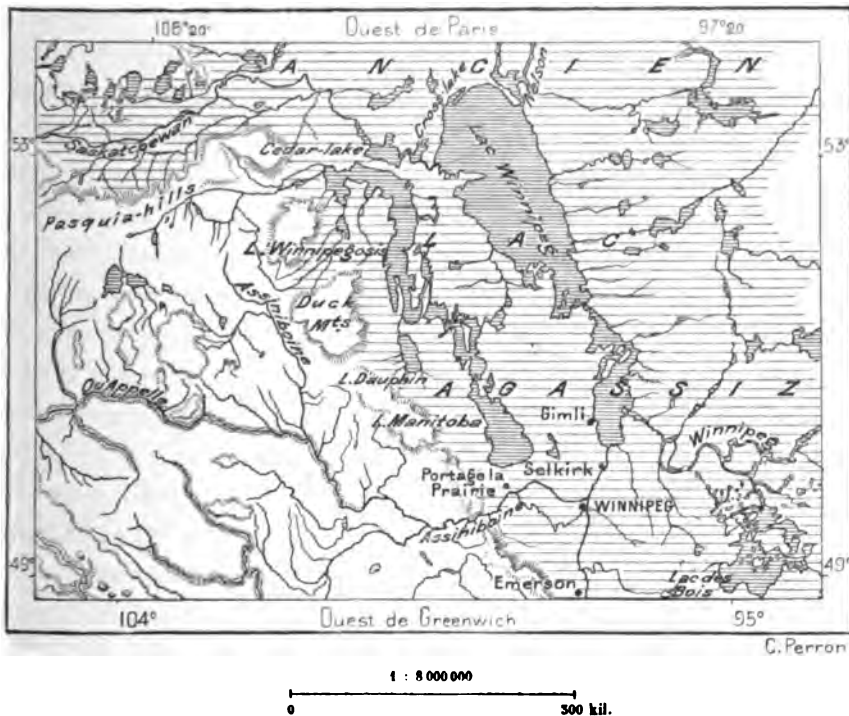 106°20' Ouest de Paris 97°20
A N C I E N
Cross lake
Nelson
Saskatchewan
53° 53°
Cedar-lake
Lac Winnipeg
Pasquia-hills
L A C
L. Winnipegosis
Assiniboine
Duck
Mts
Qu'Appelle
L. Dauphin
A G A S S I Z
L. Manitoba
Gimli
Winnipeg
Portage la
Prairie
Selkirk
Assiniboin
WINNIPEG
49° 49°
Emerson
Lac des
Bois
104° Ouest de Greenwich 95°
C. Perron
1 : 8 000 000
0 300 kil.